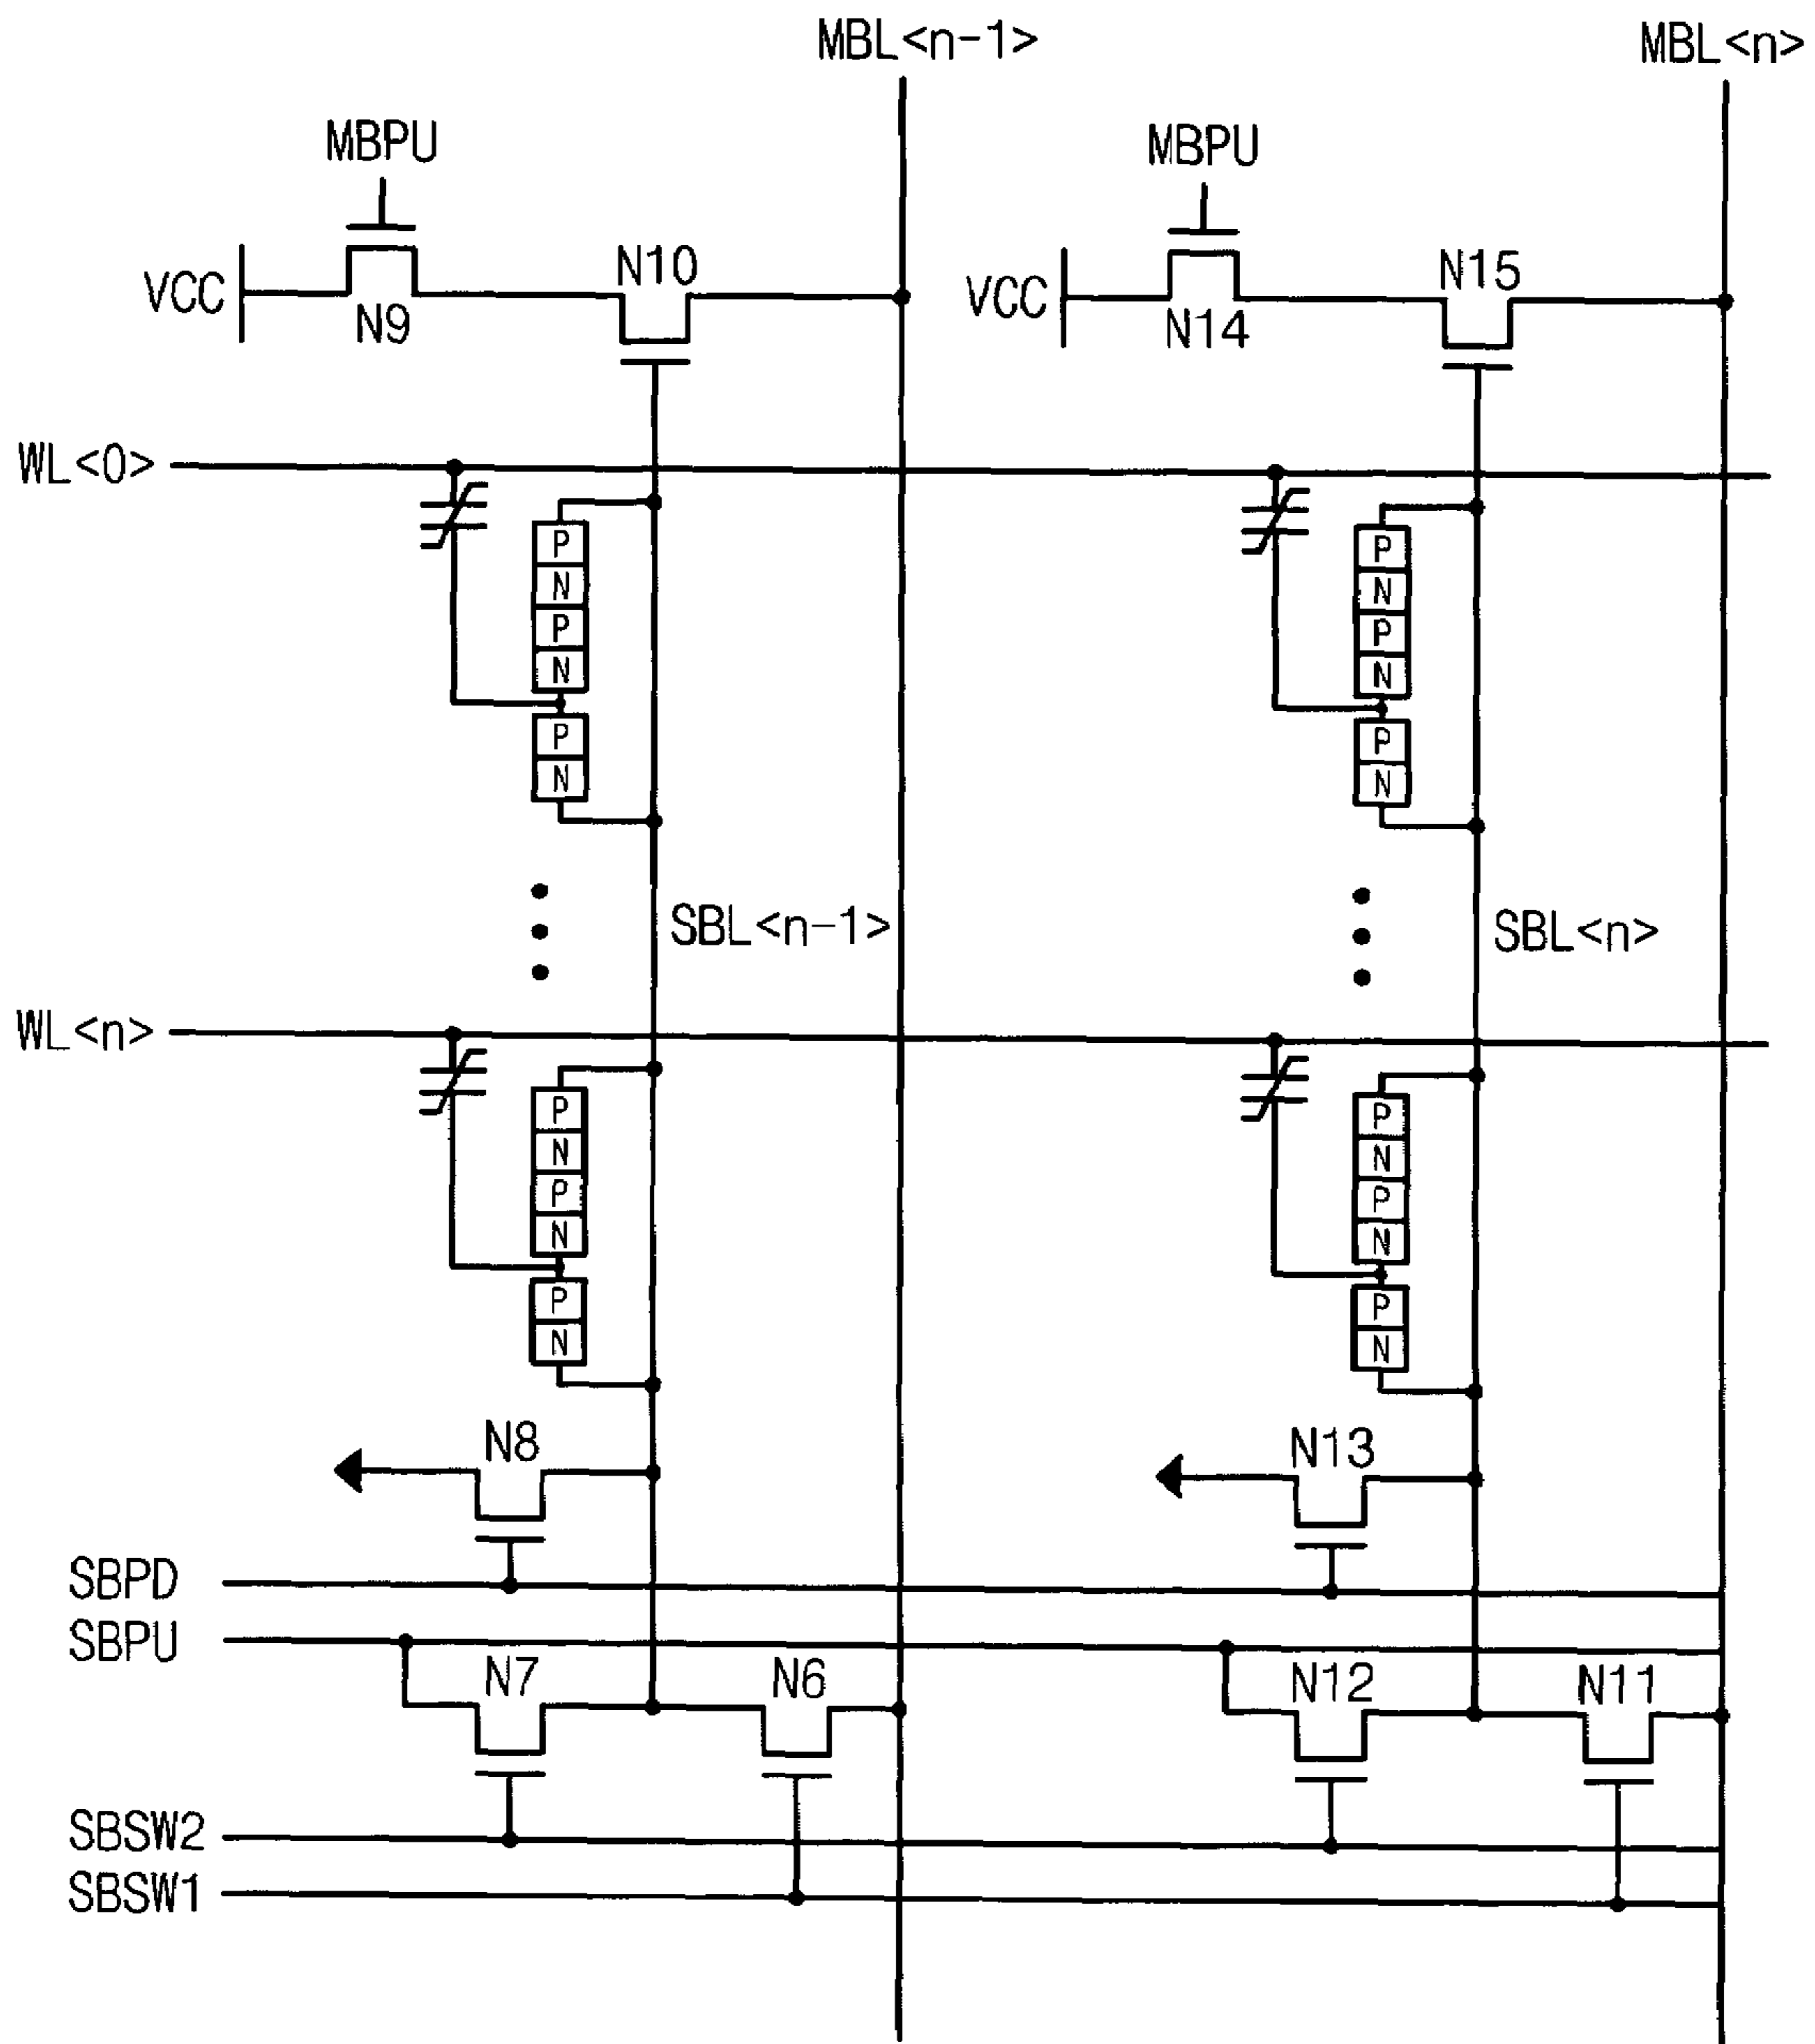 MBL<n-1> MBL<n>
MBPU MBPU
N10 N15
VCC VCC
N9 N14
WL<0>
P P
N N
P P
N N
P P
N N
SBL<n-1> SBL<n>
WL<n>
P P
N N
P P
N N
P P
N N
N8 N13
SBPD
SBPU
N7 N6 N12 N11
SBSW2
SBSW1